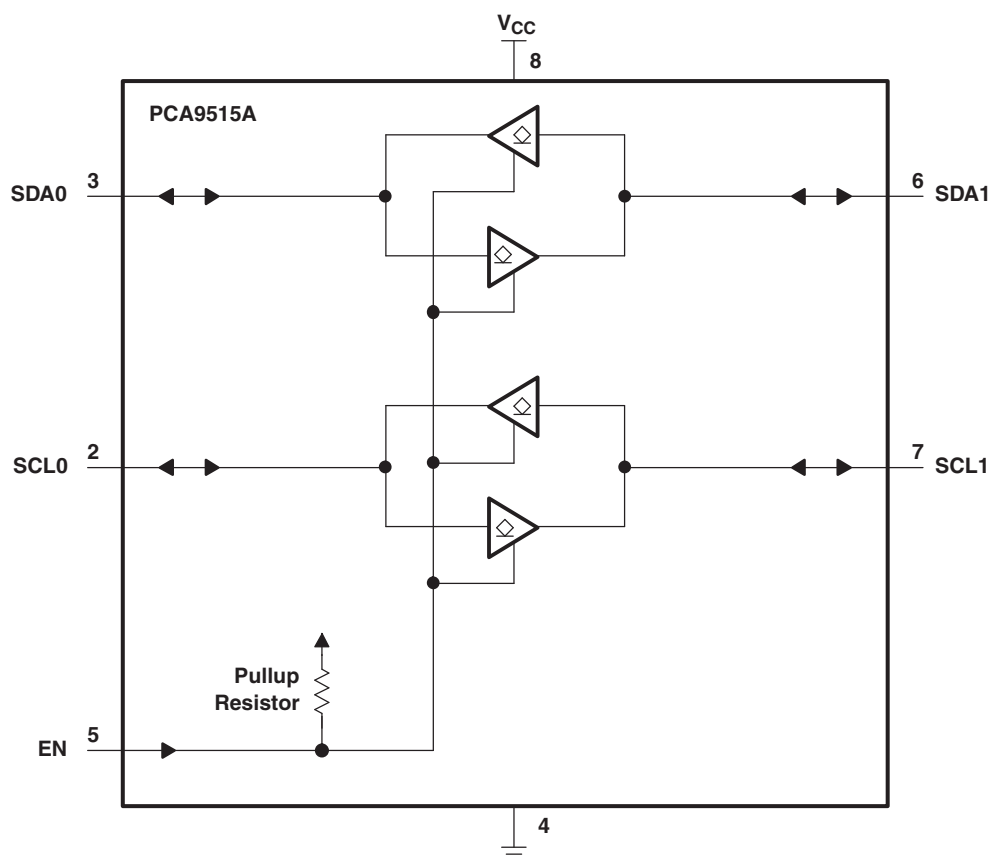 VCC
8
PCA9515A
SDA0
3
6
SDA1
SCL0
2
7
SCL1
Pullup
Resistor
EN
5
4